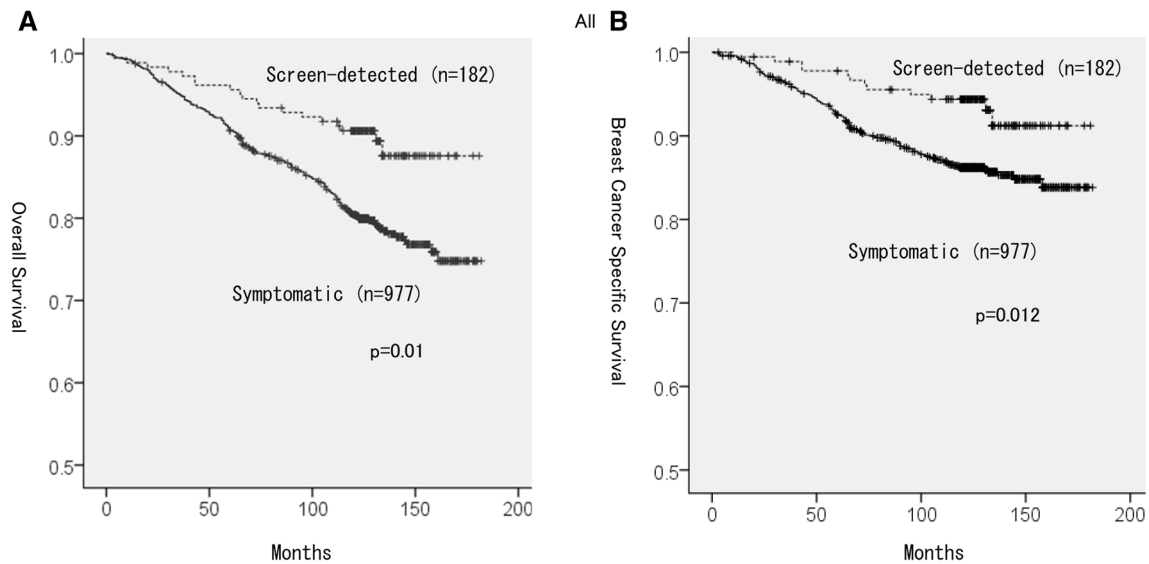 A
1.0
0.9
0.8
0.7
0.6
0.5
Overall Survival
Screen-detected (n=182)
Symptomatic (n=977)
p=0.01
0 50 100 150 200
Months
All B
1.0
0.9
0.8
0.7
0.6
0.5
Breast Cancer Specific Survival
Screen-detected (n=182)
Symptomatic (n=977)
p=0.012
0 50 100 150 200
Months